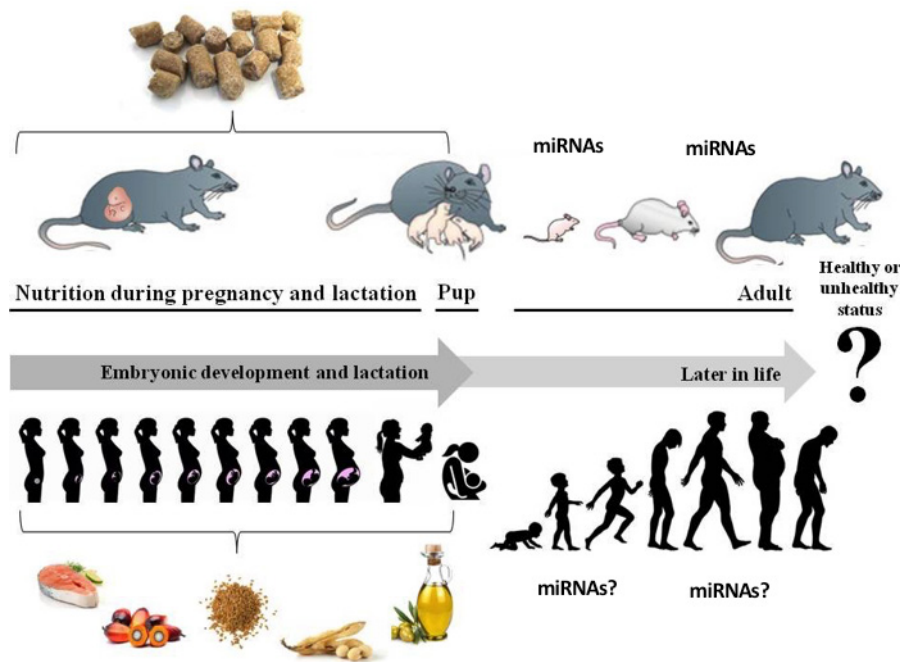 miRNAs
miRNAs
Nutrition during pregnancy and lactation
Pup
Adult
Healthy or
unhealthy
status
?
Embryonic development and lactation
Later in life
miRNAs?
miRNAs?